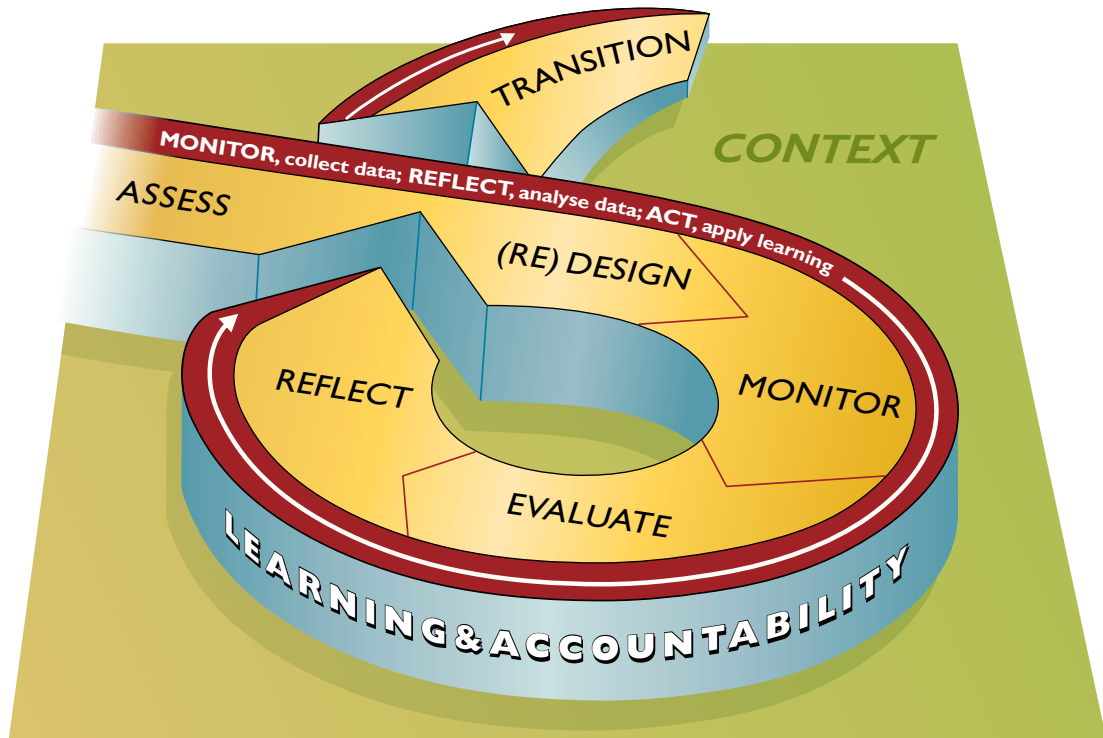 TRANSITION
CONTEXT
MONITOR, collect data; REFLECT, analyse data; ACT, apply learning
ASSESS
(RE) DESIGN
MONITOR
REFLECT
EVALUATE
LEARNING & ACCOUNTABILITY